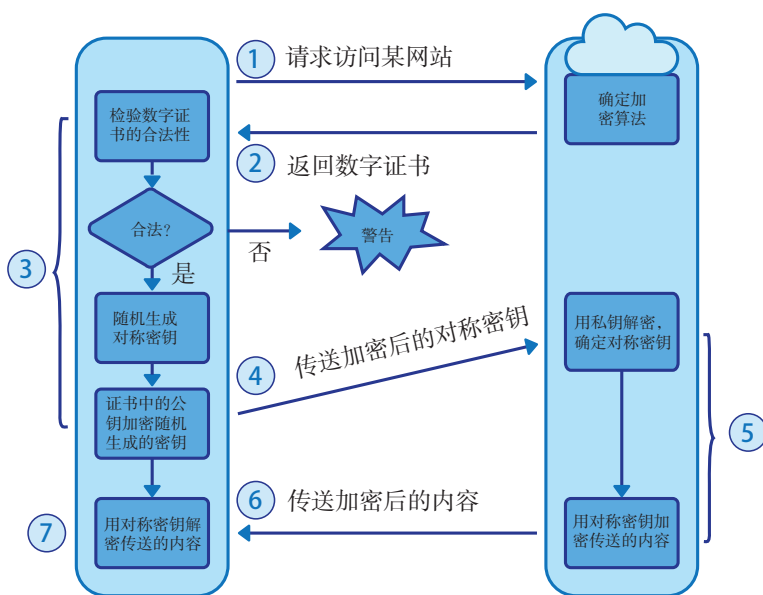 ① 请求访问某网站
确定加
密算法
检验数字证
书的合法性
② 返回数字证书
合法?
否
警告
③
是
随机生成
对称密钥
④ 传送加密后的对称密钥
用私钥解密,
确定对称密钥
证书中的公
钥加密随机
生成的密钥
⑤
⑥ 传送加密后的内容
⑦
用对称密钥解
密传送的内容
用对称密钥加
密传送的内容